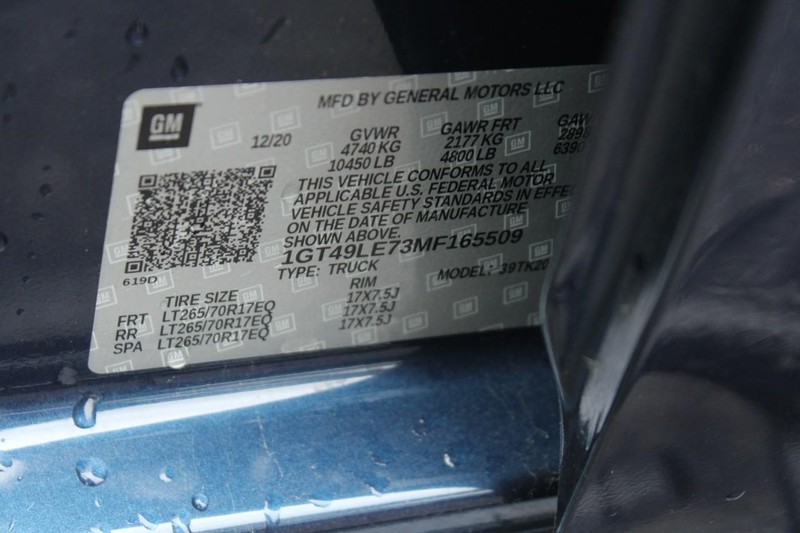 MFD BY GENERAL MOTORS LLC
GM
12/20 GVWR GAWR FRT
4740 KG 2177 KG
10450 LB 4800 LB
THIS VEHICLE CONFORMS TO ALL
APPLICABLE U.S. FEDERAL MOTOR
VEHICLE SAFETY STANDARDS IN
ON THE DATE OF MANUFACTURE
SHOWN ABOVE.
1GT49LE73MF165509
619D
TYPE: TRUCK MODEL:
TIRE SIZE RIM
FRT LT265/70R17EQ 17X7.5J
RR LT265/70R17EQ 17X7.5J
SPA LT265/70R17EQ 17X7.5J